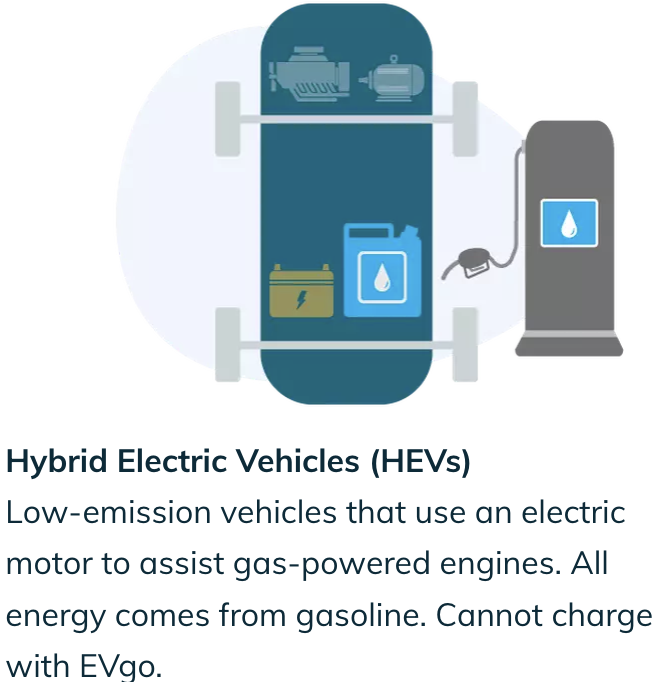 Hybrid Electric Vehicles (HEVs)
Low-emission vehicles that use an electric
motor to assist gas-powered engines. All
energy comes from gasoline. Cannot charge
with EVgo.